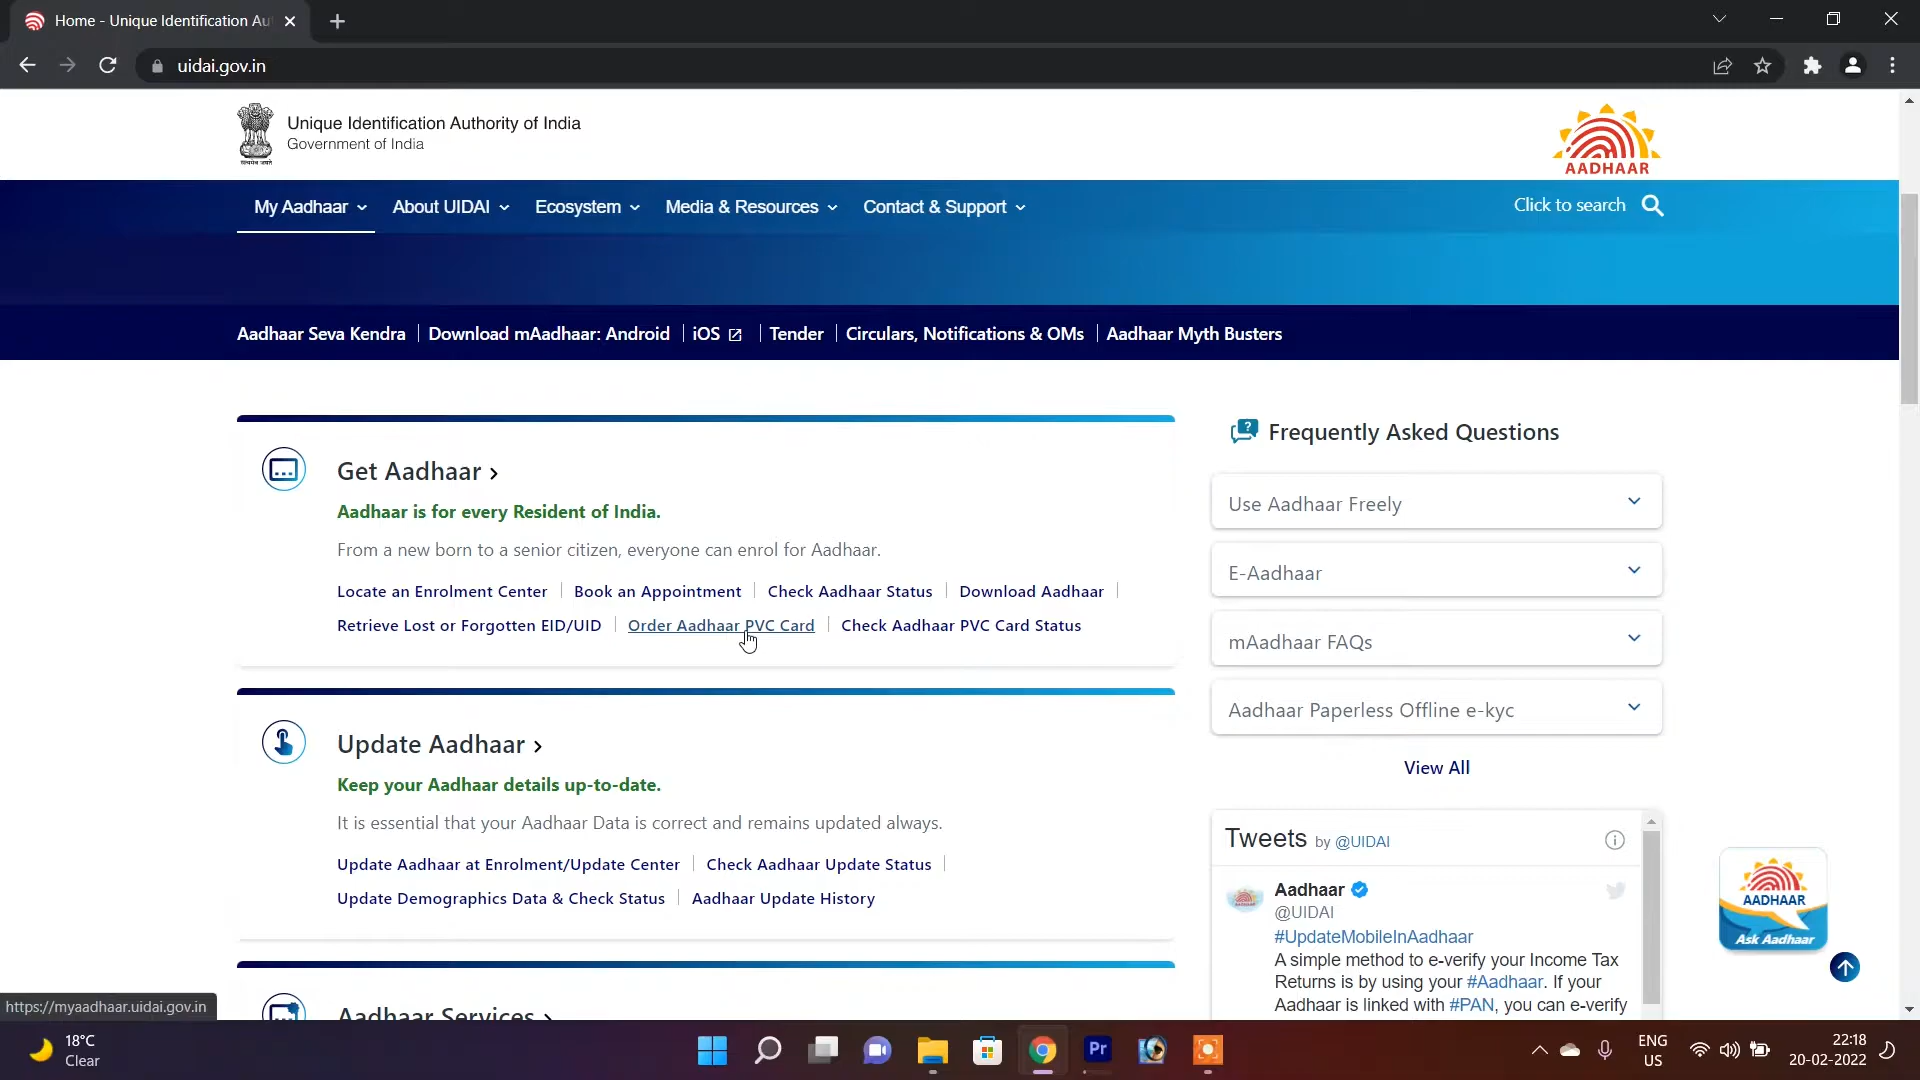 Home - Unique Identification Au
uidai.gov.in
Unique Identification Authority of India
Government of India
सत्यमेव जयते
AADHAAR
My Aadhaar
About UIDAI
Ecosystem
Media & Resources
Contact & Support
Click to search
Aadhaar Seva Kendra
Download mAadhaar: Android
iOS
Tender
Circulars, Notifications & OMs
Aadhaar Myth Busters
Get Aadhaar
Aadhaar is for every Resident of India.
From a new born to a senior citizen, everyone can enrol for Aadhaar.
Locate an Enrolment Center
Book an Appointment
Check Aadhaar Status
Download Aadhaar
Retrieve Lost or Forgotten EID/UID
Order Aadhaar PVC Card
Check Aadhaar PVC Card Status
Update Aadhaar
Keep your Aadhaar details up-to-date.
It is essential that your Aadhaar Data is correct and remains updated always.
Update Aadhaar at Enrolment/Update Center
Check Aadhaar Update Status
Update Demographics Data & Check Status
Aadhaar Update History
Aadhaar Services
Frequently Asked Questions
Use Aadhaar Freely
E-Aadhaar
mAadhaar FAQs
Aadhaar Paperless Offline e-kyc
View All
Tweets by @UIDAI
Aadhaar
@UIDAI
#UpdateMobileInAadhaar
A simple method to e-verify your Income Tax
Returns is by using your #Aadhaar. If your
Aadhaar is linked with #PAN, you can e-verify
AADHAAR
Ask Aadhaar
https://myaadhaar.uidai.gov.in
18°C
Clear
Pr
ENG
US
22:18
20-02-2022